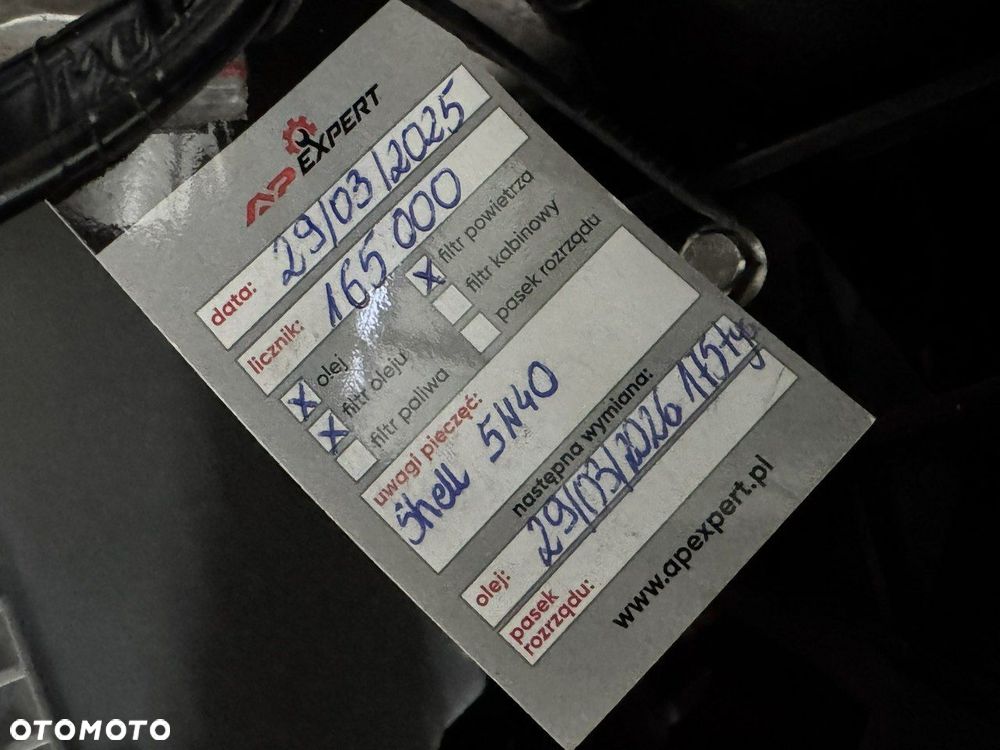 AP EXPERT
data: 29/03/2025
licznik: 165 000
X olej
X filtr oleju
filtr paliwa
X filtr powietrza
filtr kabinowy
pasek rozrządu
uwagi pieczęć:
Shell 5W40
następna wymiana:
olej: 29/03/2026 175 ty
pasek
rozrządu:
www.apexpert.pl
OTOMOTO